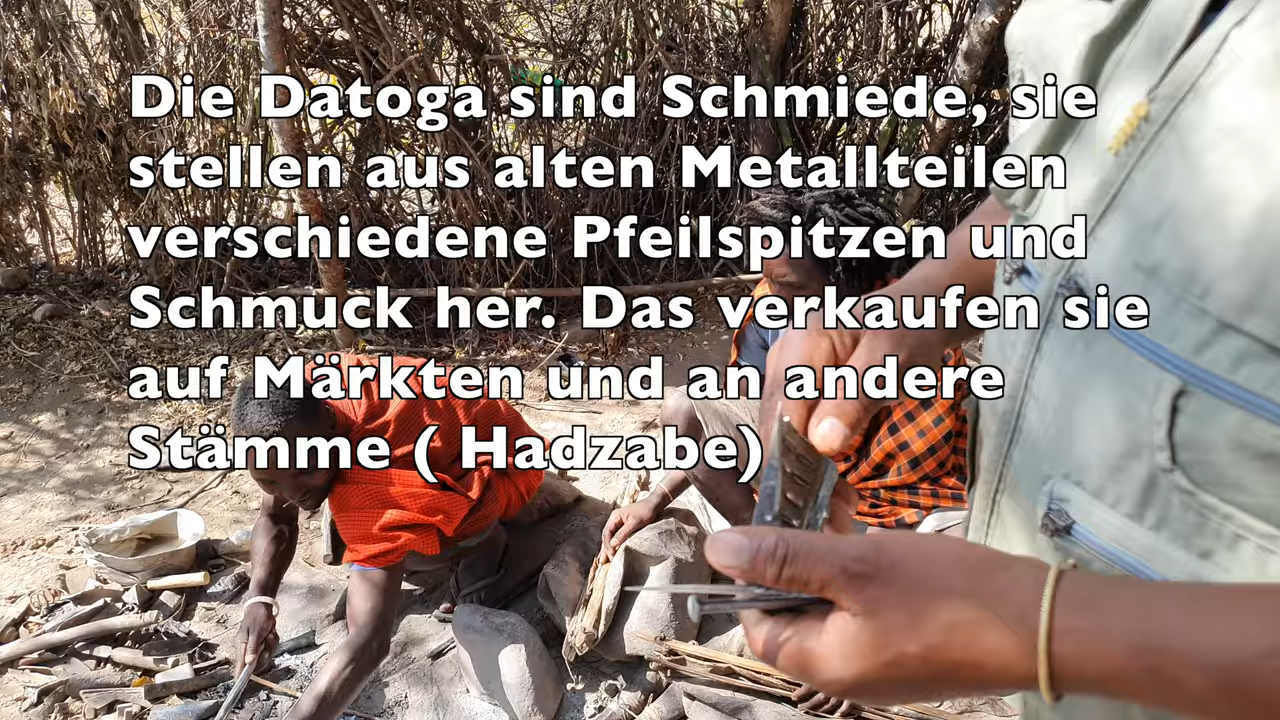 Die Datoga sind Schmiede, sie
stellen aus alten Metallteilen
verschiedene Pfeilspitzen und
Schmuck her. Das verkaufen sie
auf Märkten und an andere
Stämme ( Hadzabe)